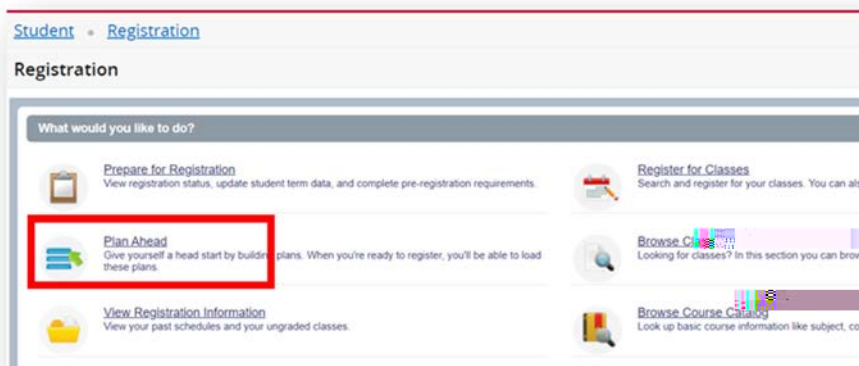 Student • Registration
Registration
What would you like to do?
Prepare for Registration
View registration status, update student term data, and complete pre-registration requirements.
Register for Classes
Search and register for your classes. You can
Plan Ahead
Give yourself a head start by building plans. When you're ready to register, you'll be able to load
these plans.
Browse
Looking for classes? In this section you can
View Registration Information
View your past schedules and your ungraded classes.
Browse Course Catalog
Look up basic course information like subject,